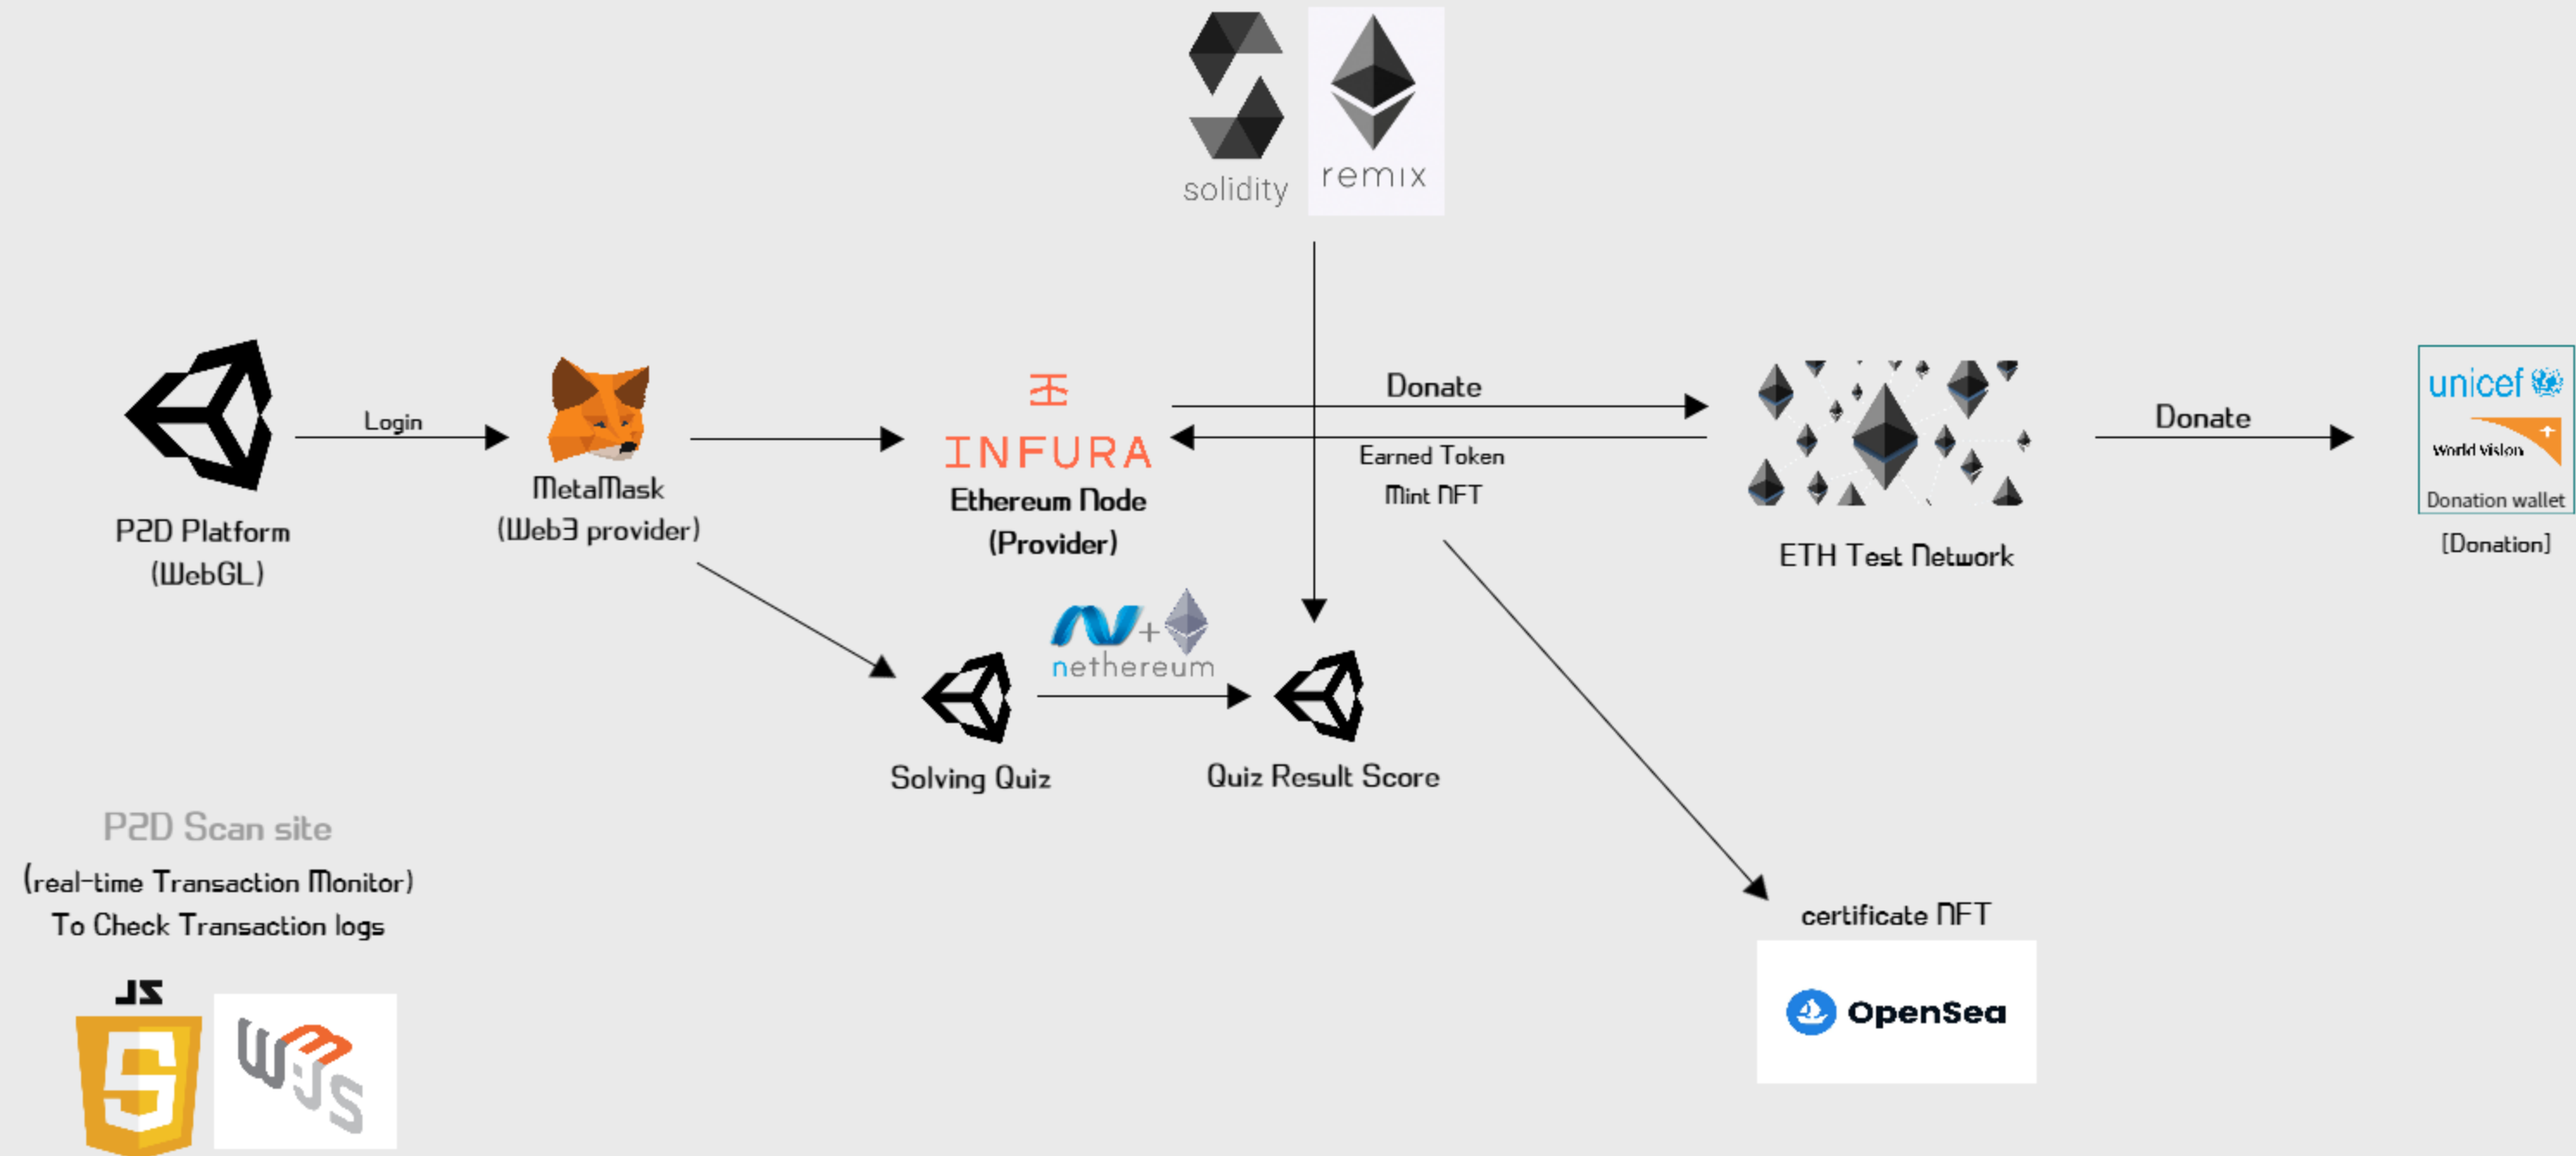 solidity
remix
Login
Donate
Donate
Earned Token
Mint NFT
P2D Platform
(WebGL)
MetaMask
(Web3 provider)
INFURA
Ethereum Node
(Provider)
ETH Test Network
unicef
World Vision
Donation wallet
[Donation]
+
nethereum
Solving Quiz
Quiz Result Score
P2D Scan site
(real-time Transaction Monitor)
To Check Transaction logs
JS
5
W3JS
certificate NFT
OpenSea